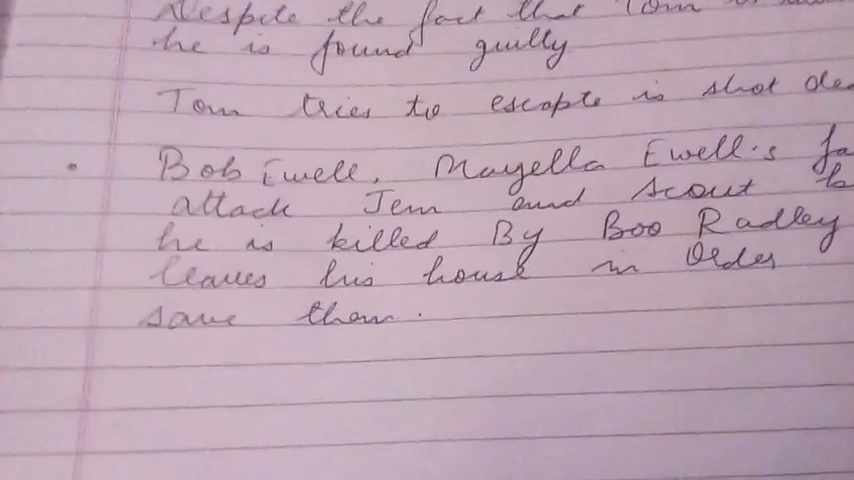 Despite the fact that Tom
he is found guilty
Tom tries to escapte is shot
Bob Ewell, Mayella Ewell's
attack Jem and Scout
he is killed By Boo Radley
leaves his house in Order
save them.